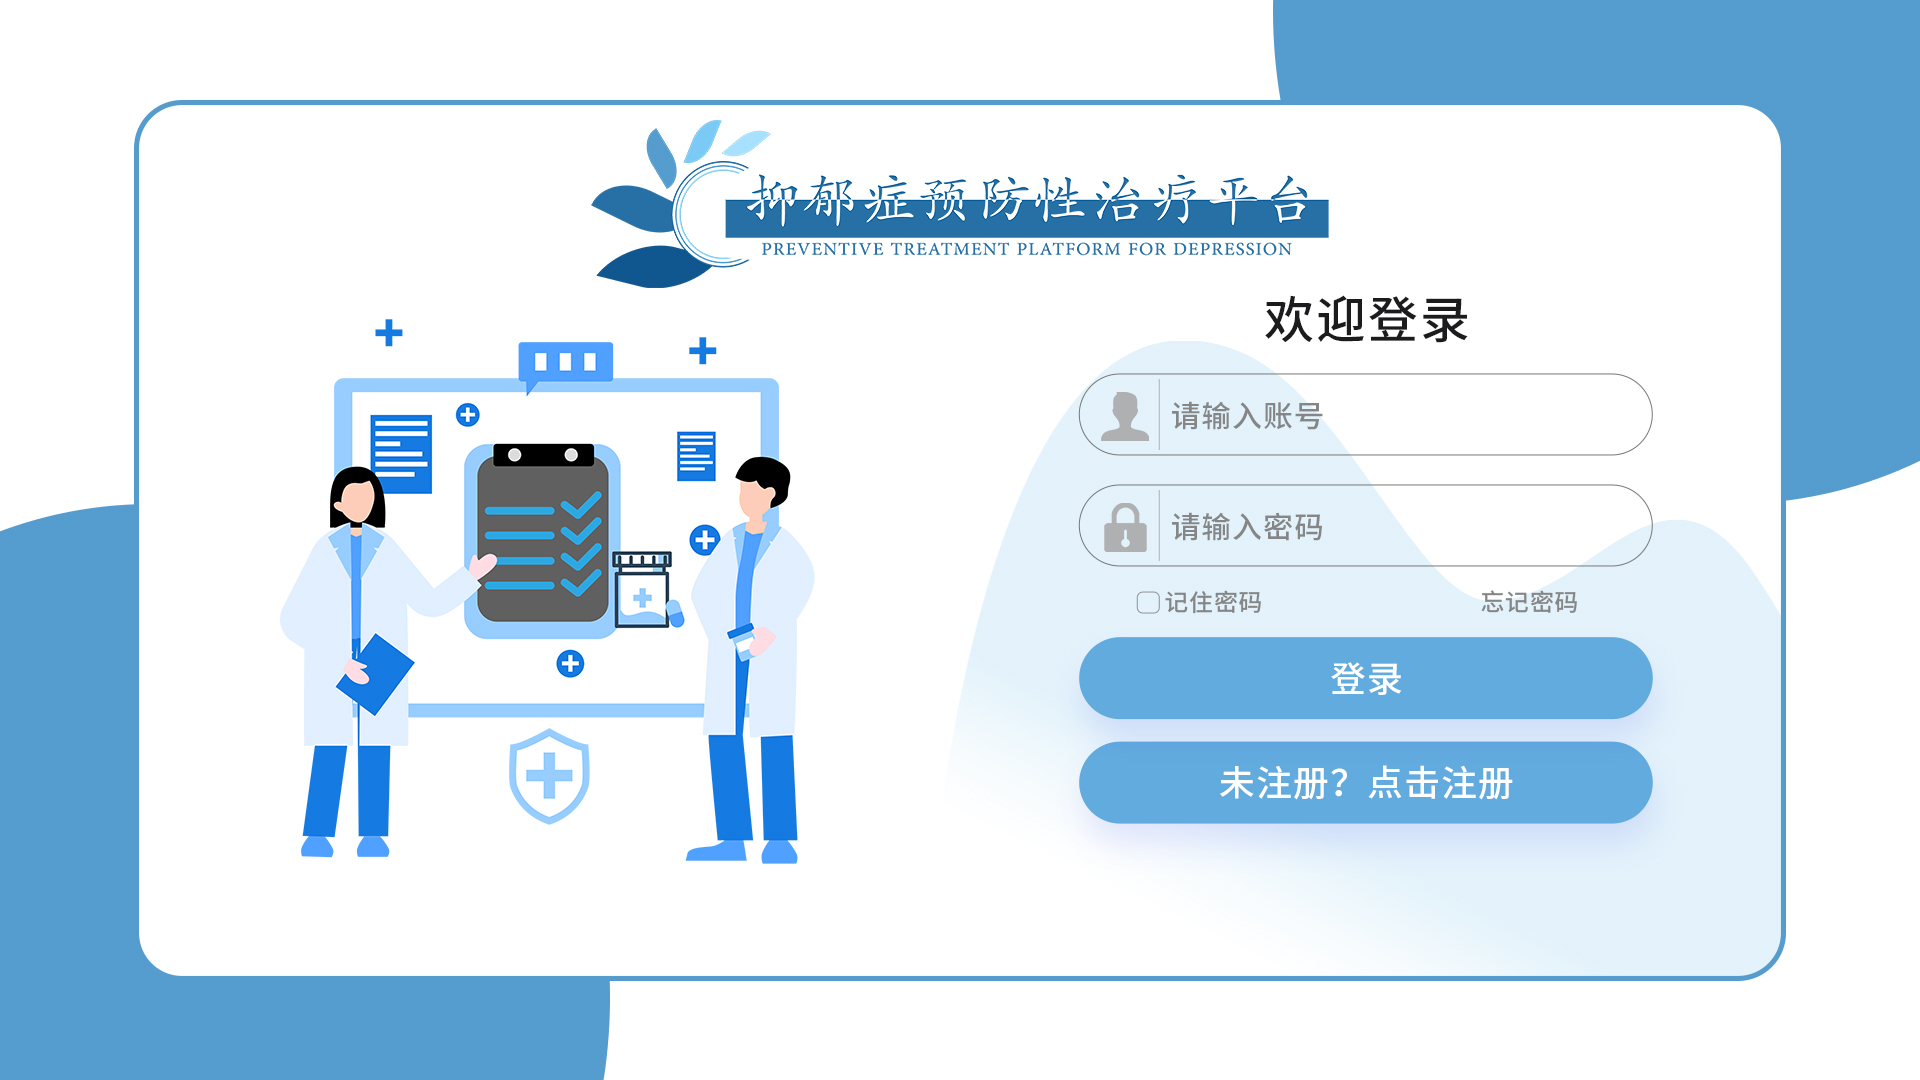 抑郁症预防性治疗平台
PREVENTIVE TREATMENT PLATFORM FOR DEPRESSION
欢迎登录
请输入账号
请输入密码
记住密码
忘记密码
登录
未注册？点击注册